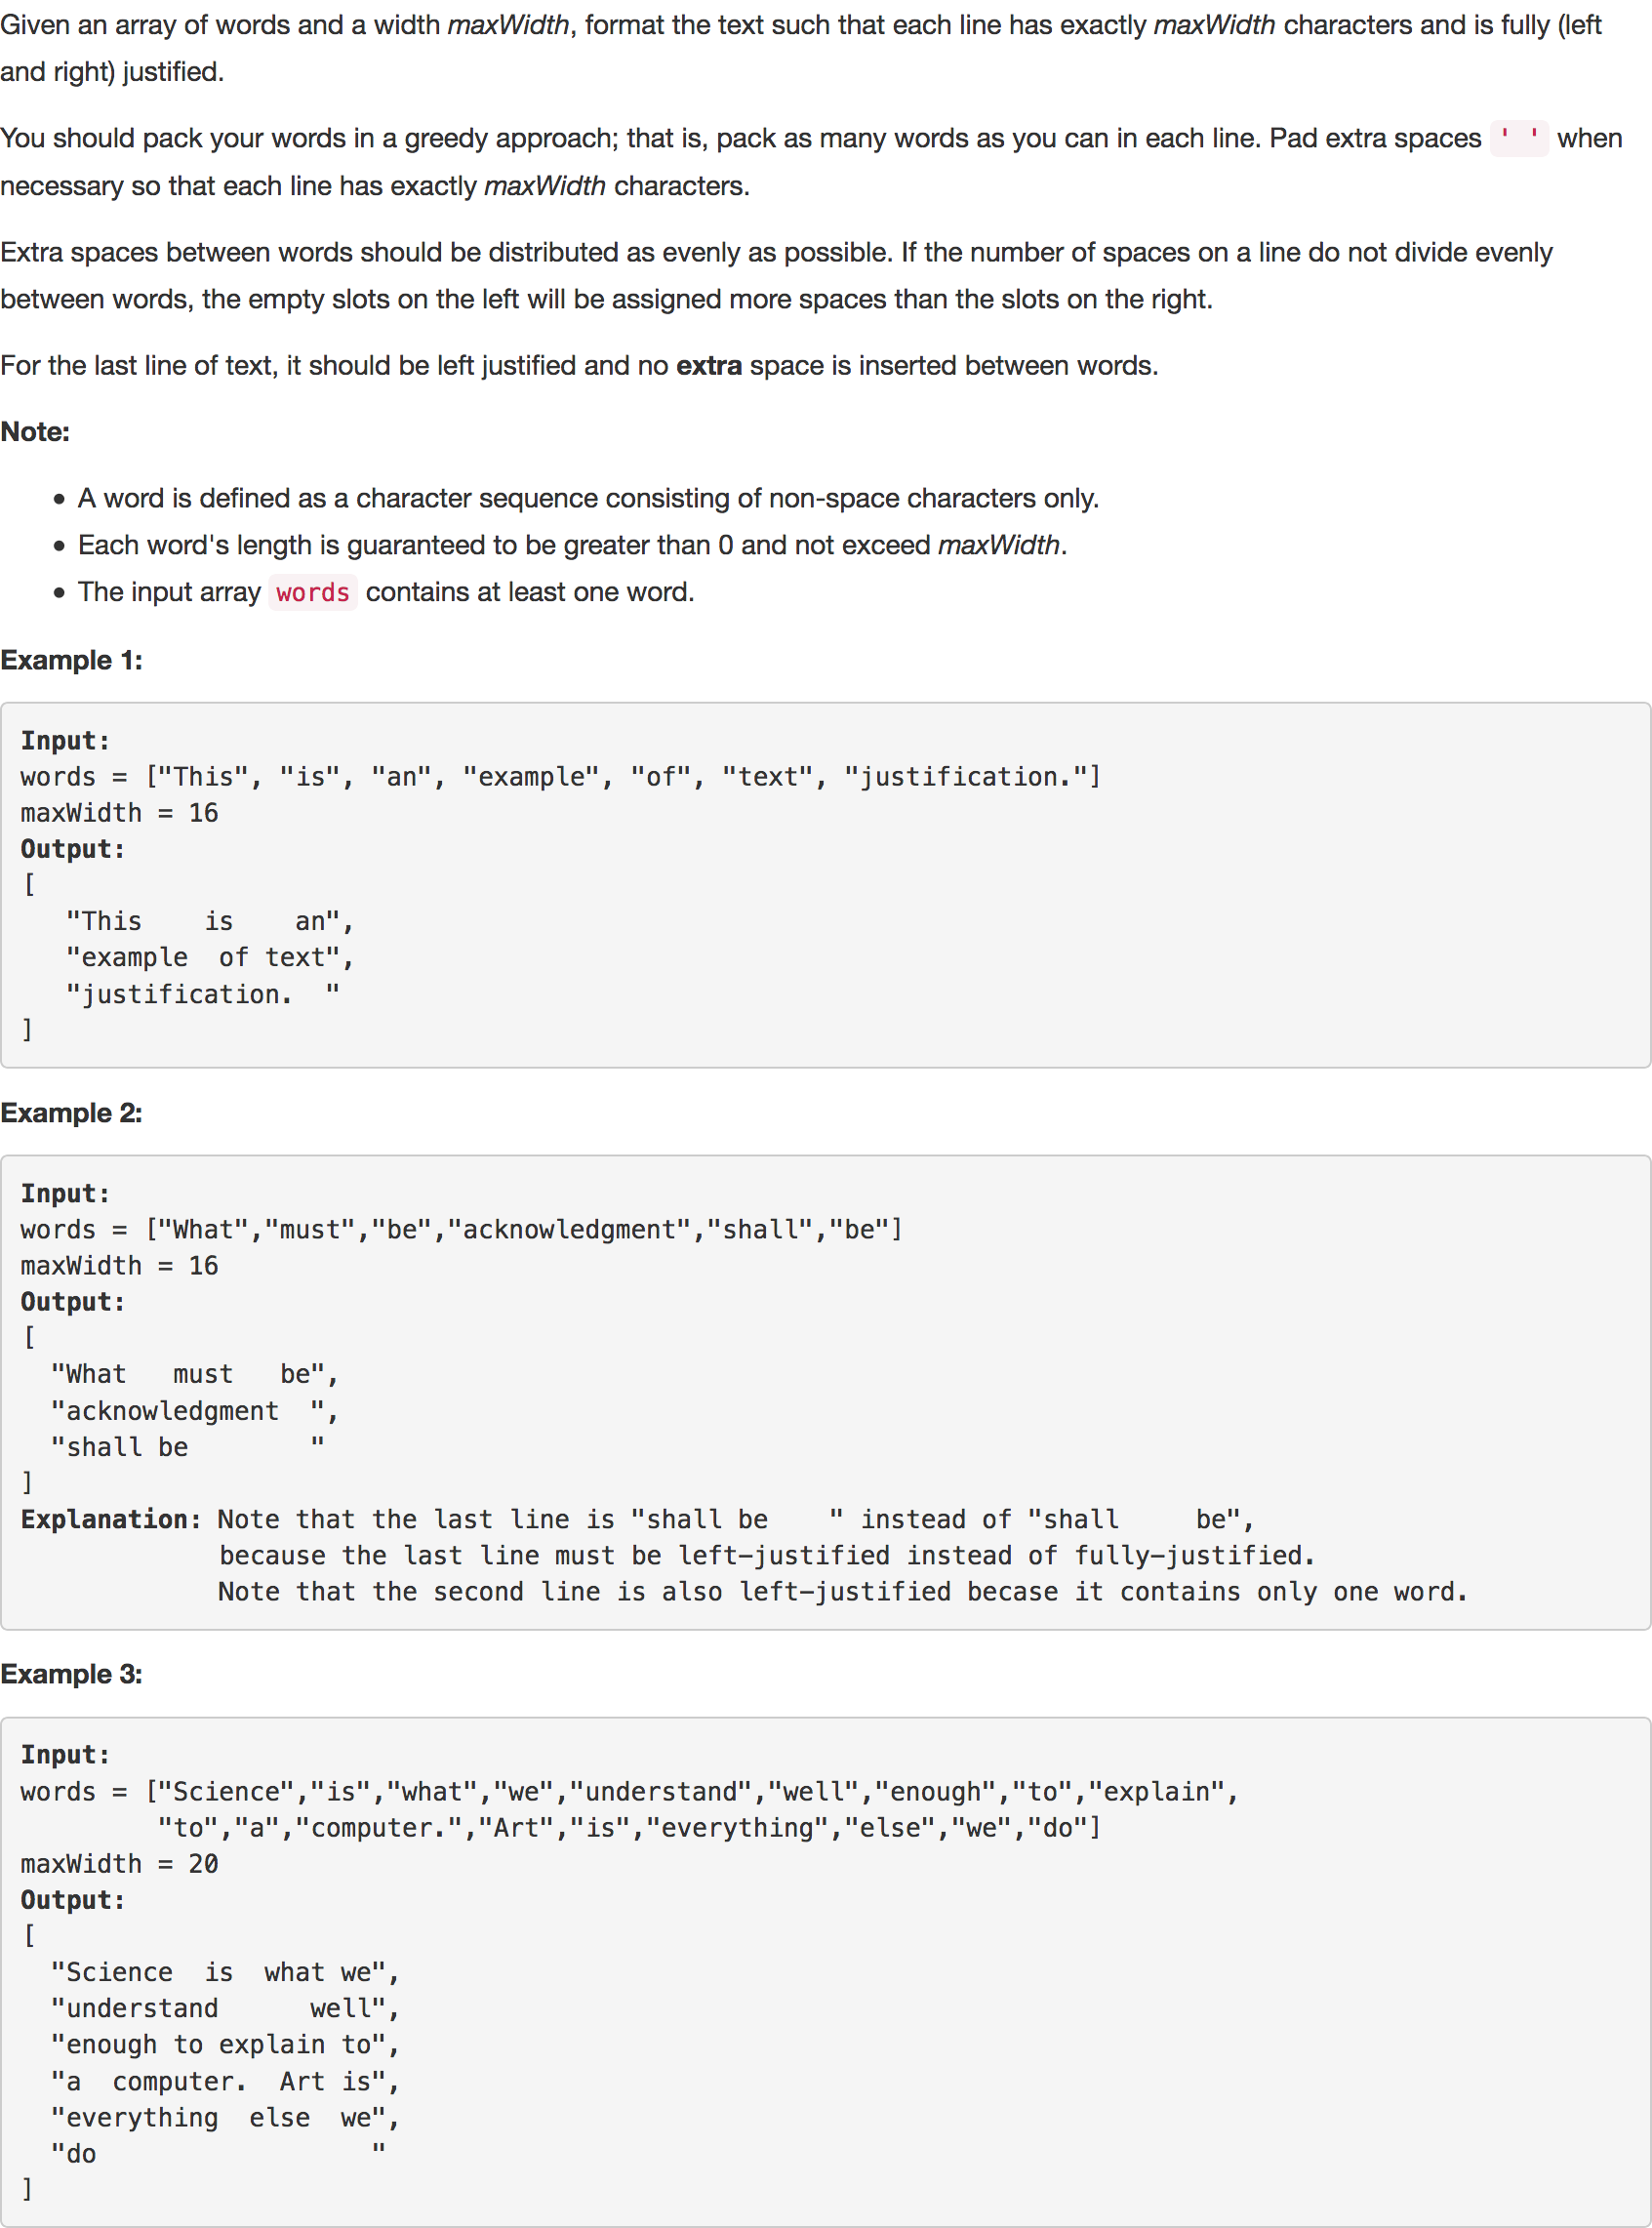 Given an array of words and a width maxWidth, format the text such that each line has exactly maxWidth characters and is fully (left
and right) justified.
You should pack your words in a greedy approach; that is, pack as many words as you can in each line. Pad extra spaces ' ' when
necessary so that each line has exactly maxWidth characters.
Extra spaces between words should be distributed as evenly as possible. If the number of spaces on a line do not divide evenly
between words, the empty slots on the left will be assigned more spaces than the slots on the right.
For the last line of text, it should be left justified and no extra space is inserted between words.
Note:
• A word is defined as a character sequence consisting of non-space characters only.
• Each word's length is guaranteed to be greater than 0 and not exceed maxWidth.
• The input array words contains at least one word.
Example 1:
Input:
words = ["This", "is", "an", "example", "of", "text", "justification."]
maxWidth = 16
Output:
[
   "This    is    an",
   "example  of text",
   "justification.  "
]
Example 2:
Input:
words = ["What","must","be","acknowledgment","shall","be"]
maxWidth = 16
Output:
[
  "What   must   be",
  "acknowledgment  ",
  "shall be        "
]
Explanation: Note that the last line is "shall be    " instead of "shall     be",
             because the last line must be left-justified instead of fully-justified.
             Note that the second line is also left-justified becase it contains only one word.
Example 3:
Input:
words = ["Science","is","what","we","understand","well","enough","to","explain",
         "to","a","computer.","Art","is","everything","else","we","do"]
maxWidth = 20
Output:
[
  "Science  is  what we",
  "understand      well",
  "enough to explain to",
  "a  computer.  Art is",
  "everything  else  we",
  "do                  "
]